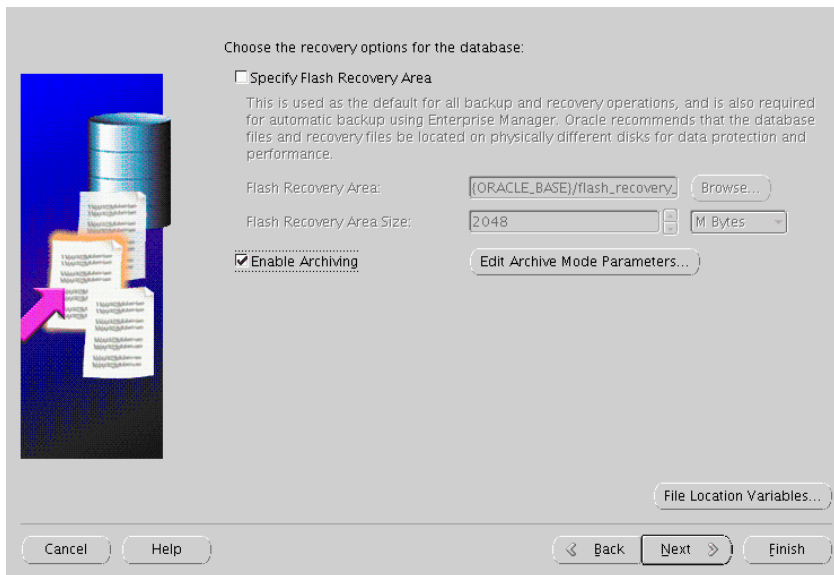 Choose the recovery options for the database:
Specify Flash Recovery Area
This is used as the default for all backup and recovery operations, and is also required
for automatic backup using Enterprise Manager. Oracle recommends that the database
files and recovery files be located on physically different disks for data protection and
performance.
Flash Recovery Area:
{ORACLE_BASE}/flash_recovery_
Browse...
Flash Recovery Area Size:
2048
M Bytes
Enable Archiving
Edit Archive Mode Parameters...
File Location Variables...
Cancel
Help
Back
Next
Finish